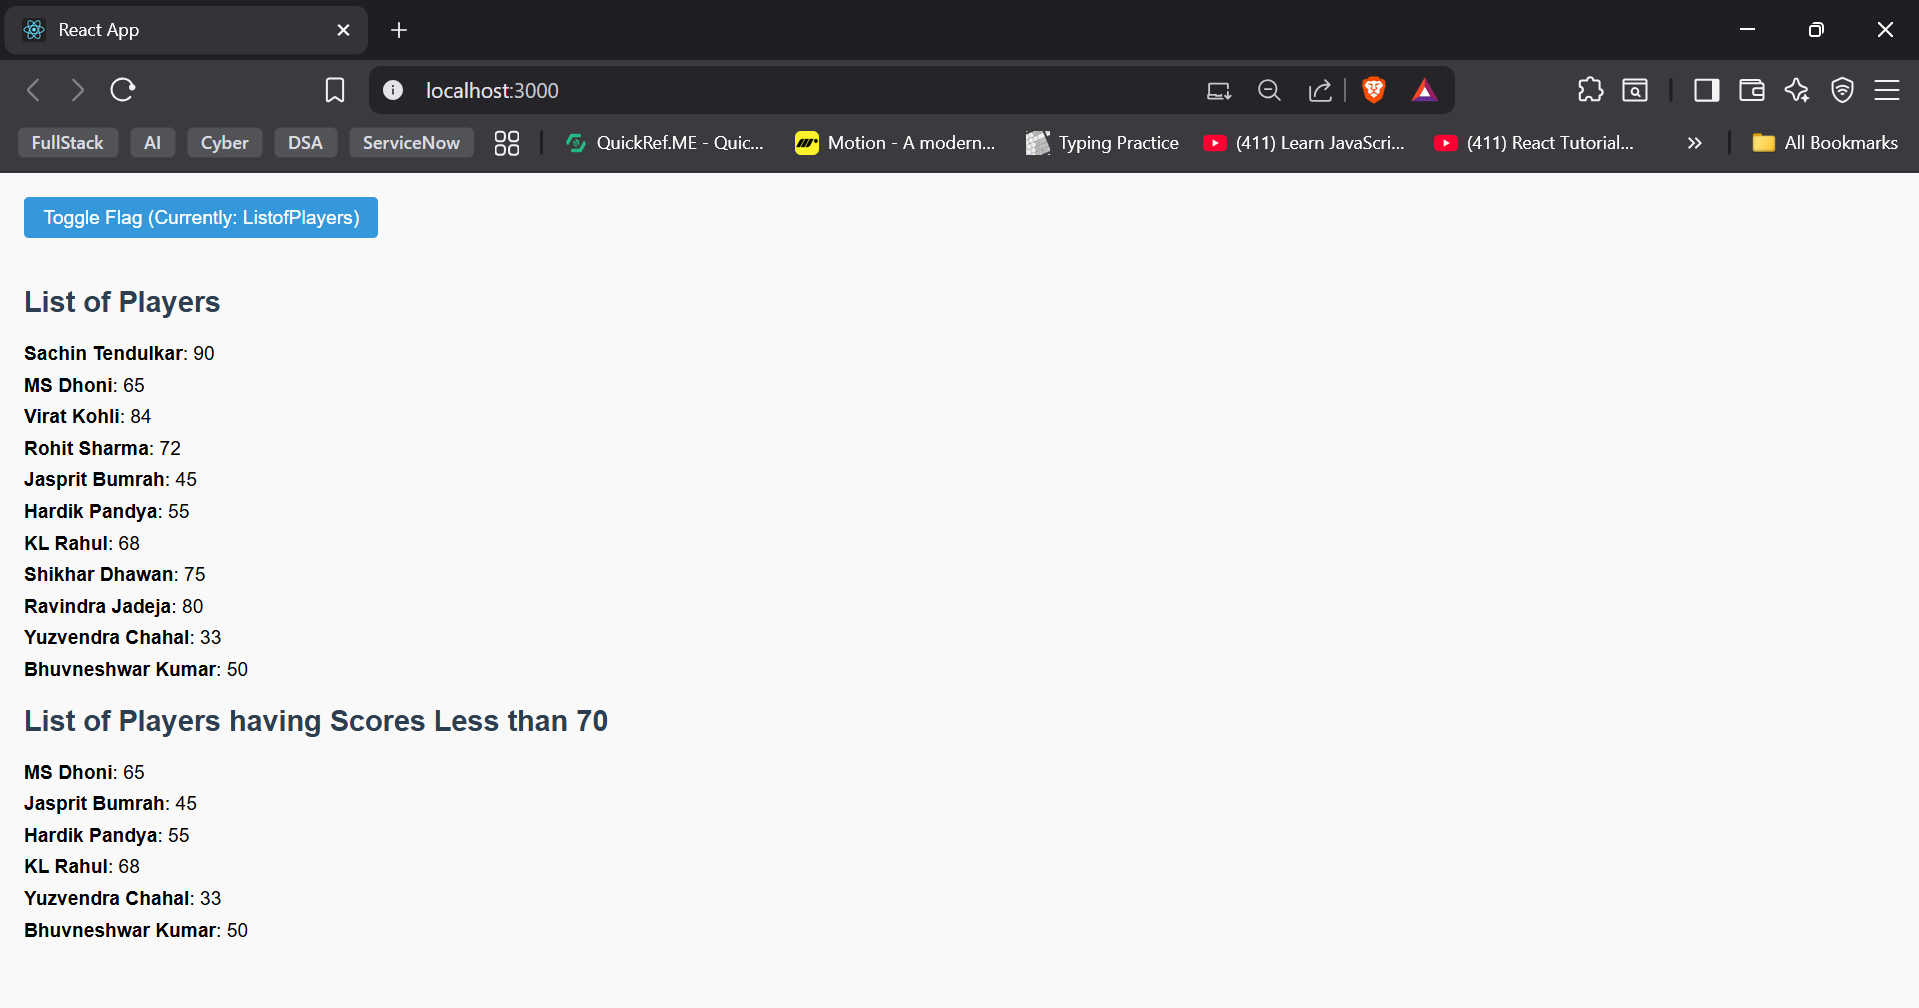 React App
localhost:3000
FullStack AI Cyber DSA ServiceNow QuickRef.ME - Quic... Motion - A modern... Typing Practice (411) Learn JavaScri... (411) React Tutorial... » All Bookmarks
Toggle Flag (Currently: ListofPlayers)
List of Players
Sachin Tendulkar: 90
MS Dhoni: 65
Virat Kohli: 84
Rohit Sharma: 72
Jasprit Bumrah: 45
Hardik Pandya: 55
KL Rahul: 68
Shikhar Dhawan: 75
Ravindra Jadeja: 80
Yuzvendra Chahal: 33
Bhuvneshwar Kumar: 50
List of Players having Scores Less than 70
MS Dhoni: 65
Jasprit Bumrah: 45
Hardik Pandya: 55
KL Rahul: 68
Yuzvendra Chahal: 33
Bhuvneshwar Kumar: 50